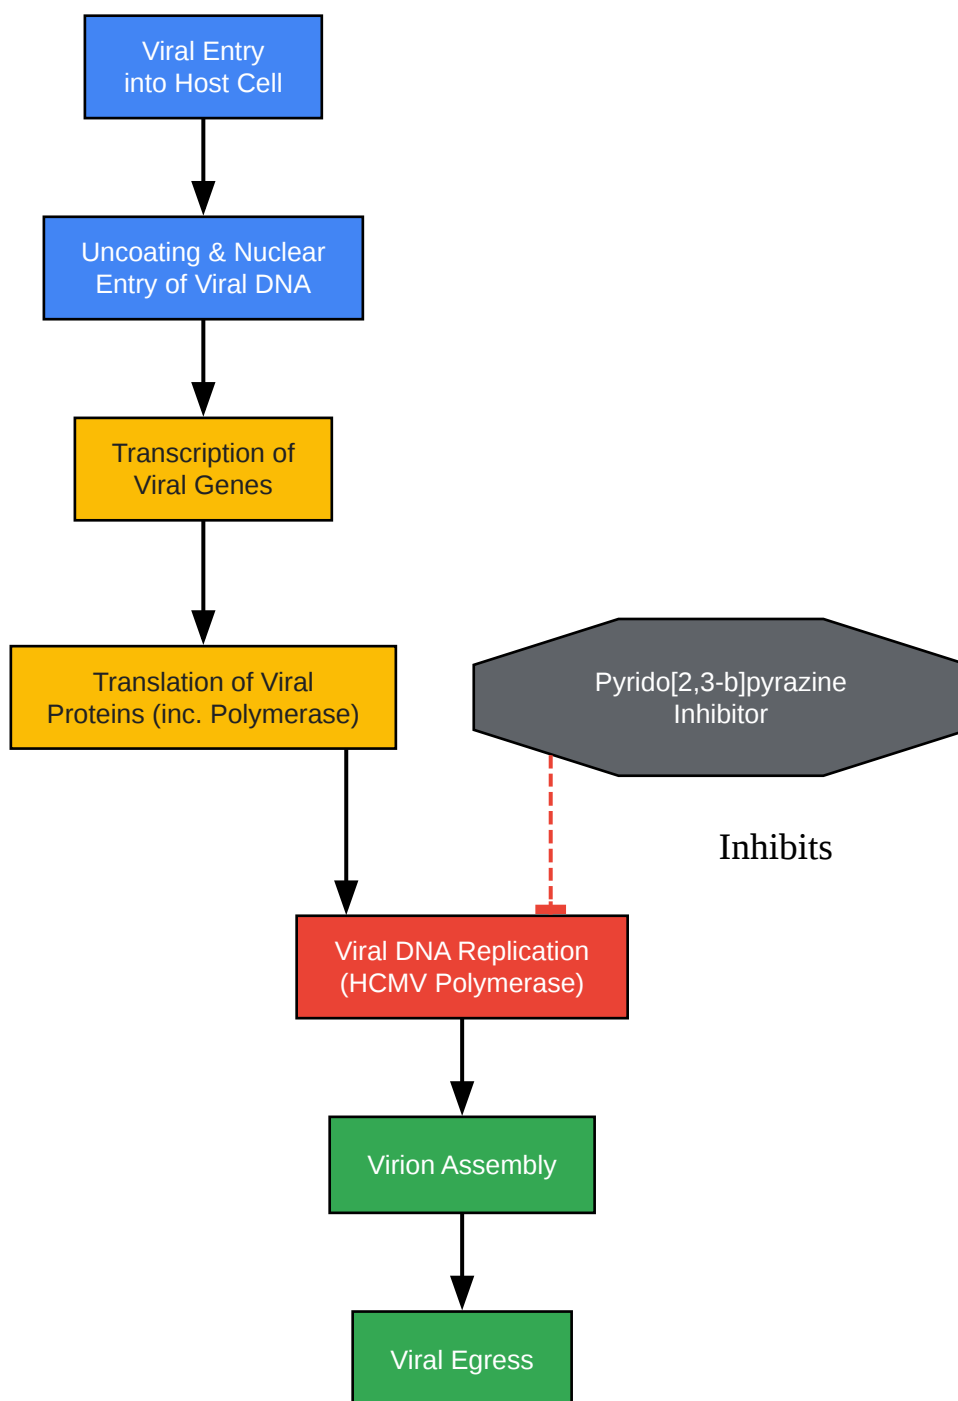 Viral Entry
into Host Cell
Uncoating & Nuclear
Entry of Viral DNA
Transcription of
Viral Genes
Translation of Viral
Proteins (inc. Polymerase)
Pyrido[2,3-b]pyrazine
Inhibitor
Inhibits
Viral DNA Replication
(HCMV Polymerase)
Virion Assembly
Viral Egress